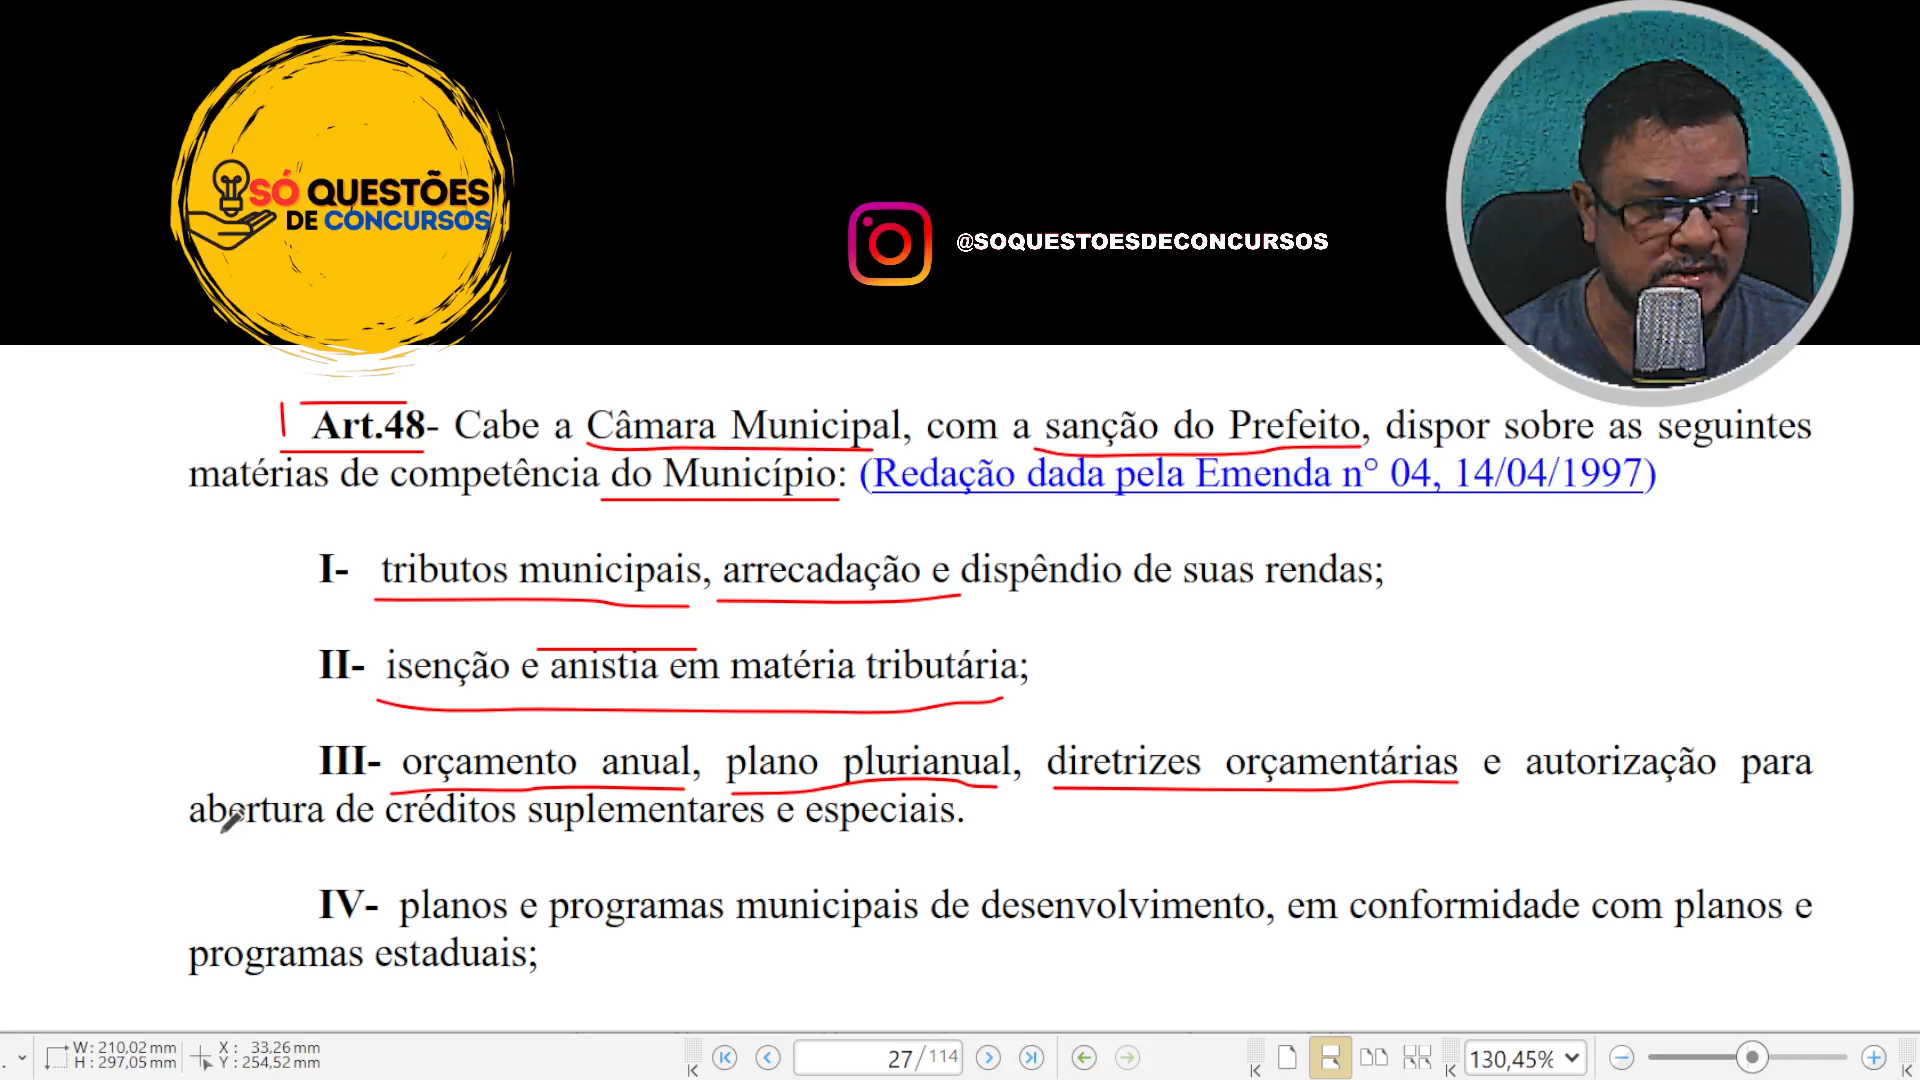 SÓ QUESTÕES
DE CONCURSOS
@SOQUESTOESDECONCURSOS
Art.48- Cabe a Câmara Municipal, com a sanção do Prefeito, dispor sobre as seguintes
matérias de competência do Município: (Redação dada pela Emenda n° 04, 14/04/1997)
I- tributos municipais, arrecadação e dispêndio de suas rendas;
II- isenção e anistia em matéria tributária;
III- orçamento anual, plano plurianual, diretrizes orçamentárias e autorização para
abertura de créditos suplementares e especiais.
IV- planos e programas municipais de desenvolvimento, em conformidade com planos e
programas estaduais;
W: 210,02 mm X : 33,26 mm
H : 297,05 mm Y : 254,52 mm
27/114
130,45%